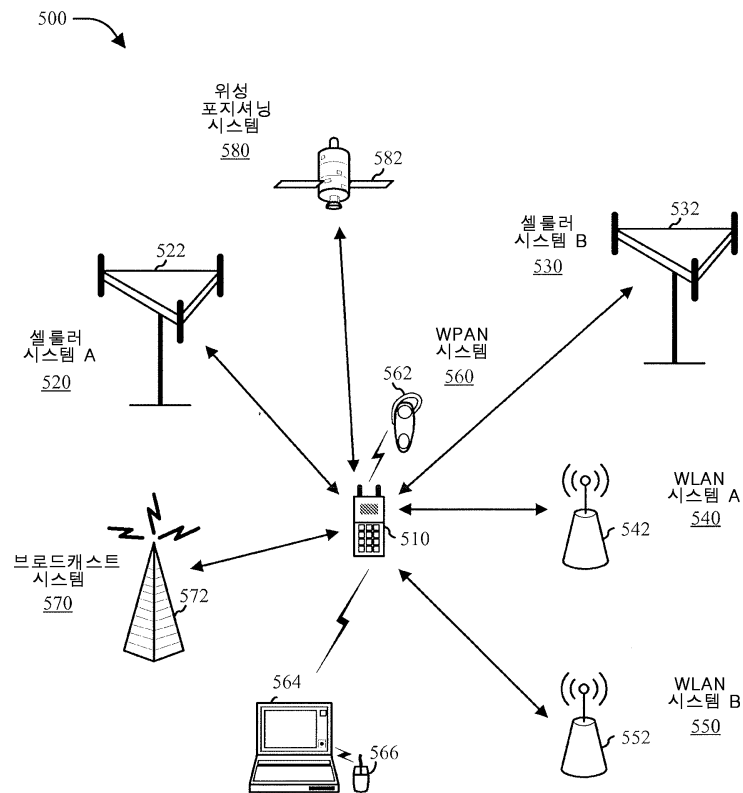 500
위성
포지셔닝
시스템
580
582
셀룰러
시스템 B
530
532
522
셀룰러
시스템 A
520
WPAN
시스템
560
562
510
WLAN
시스템 A
540
542
브로드캐스트
시스템
570
572
564
566
WLAN
시스템 B
550
552